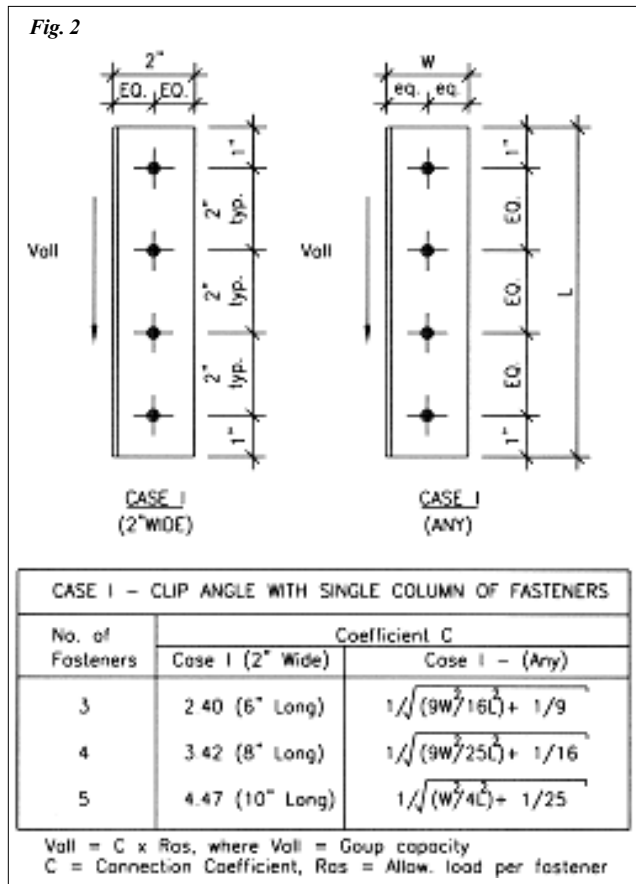 Fig. 2
2"
EQ. EQ.
1"
2" typ.
2" typ.
2" typ.
1"
Vall
CASE I
(2"WIDE)
W
eq. eq.
1"
EQ.
EQ.
EQ.
1"
L
Vall
CASE I
(ANY)
CASE I - CLIP ANGLE WITH SINGLE COLUMN OF FASTENERS
No. of Fasteners
Coefficient C
Case I (2" Wide) Case I - (Any)
3 2.40 (6" Long) 1/√(9W²/16L²)+ 1/9
4 3.42 (8" Long) 1/√(9W²/25L²)+ 1/16
5 4.47 (10" Long) 1/√(W²/4L²)+ 1/25
Vall = C x Ras, where Vall = Goup capacity
C = Connection Coefficient, Ras = Allow. load per fastener